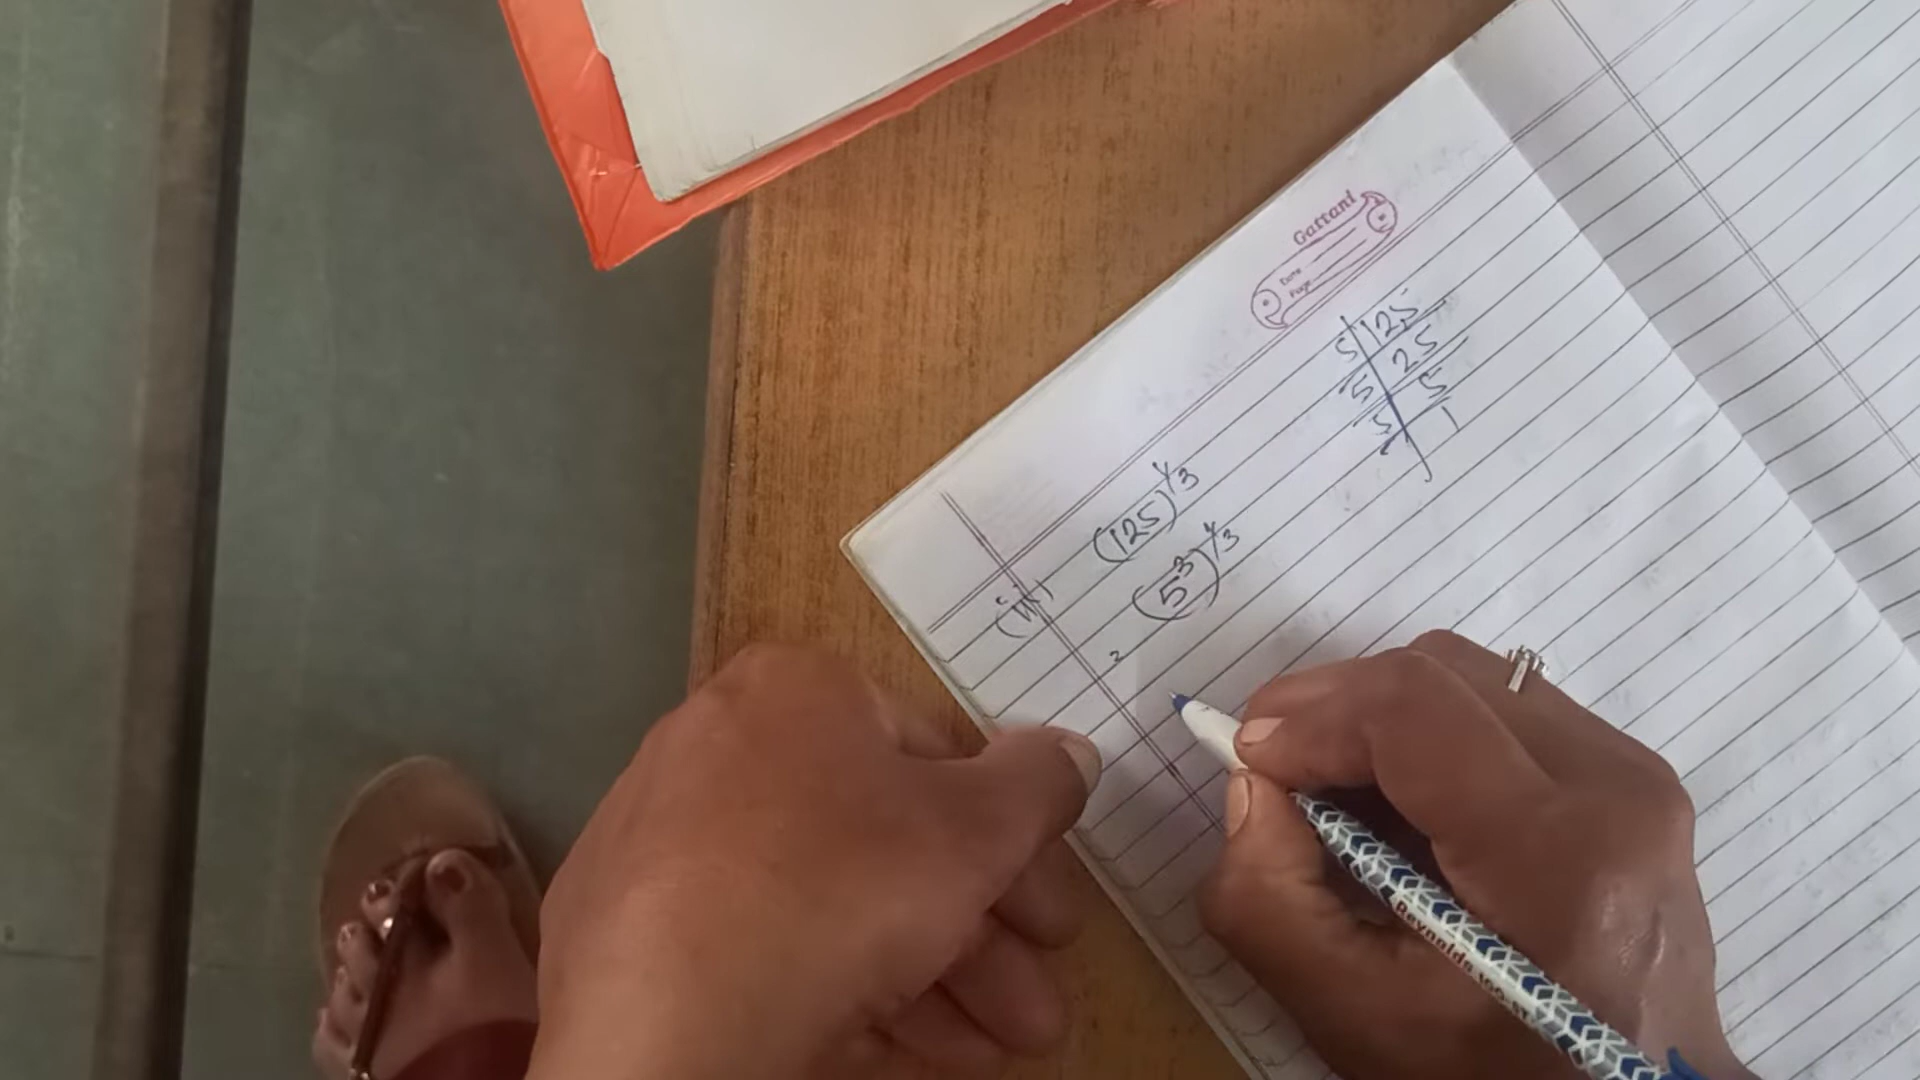 Gattani
Date
Page
5 | 125
5 | 25
5 | 5
1
(iii) (125)^1/3
= (5^3)^1/3
Reynolds